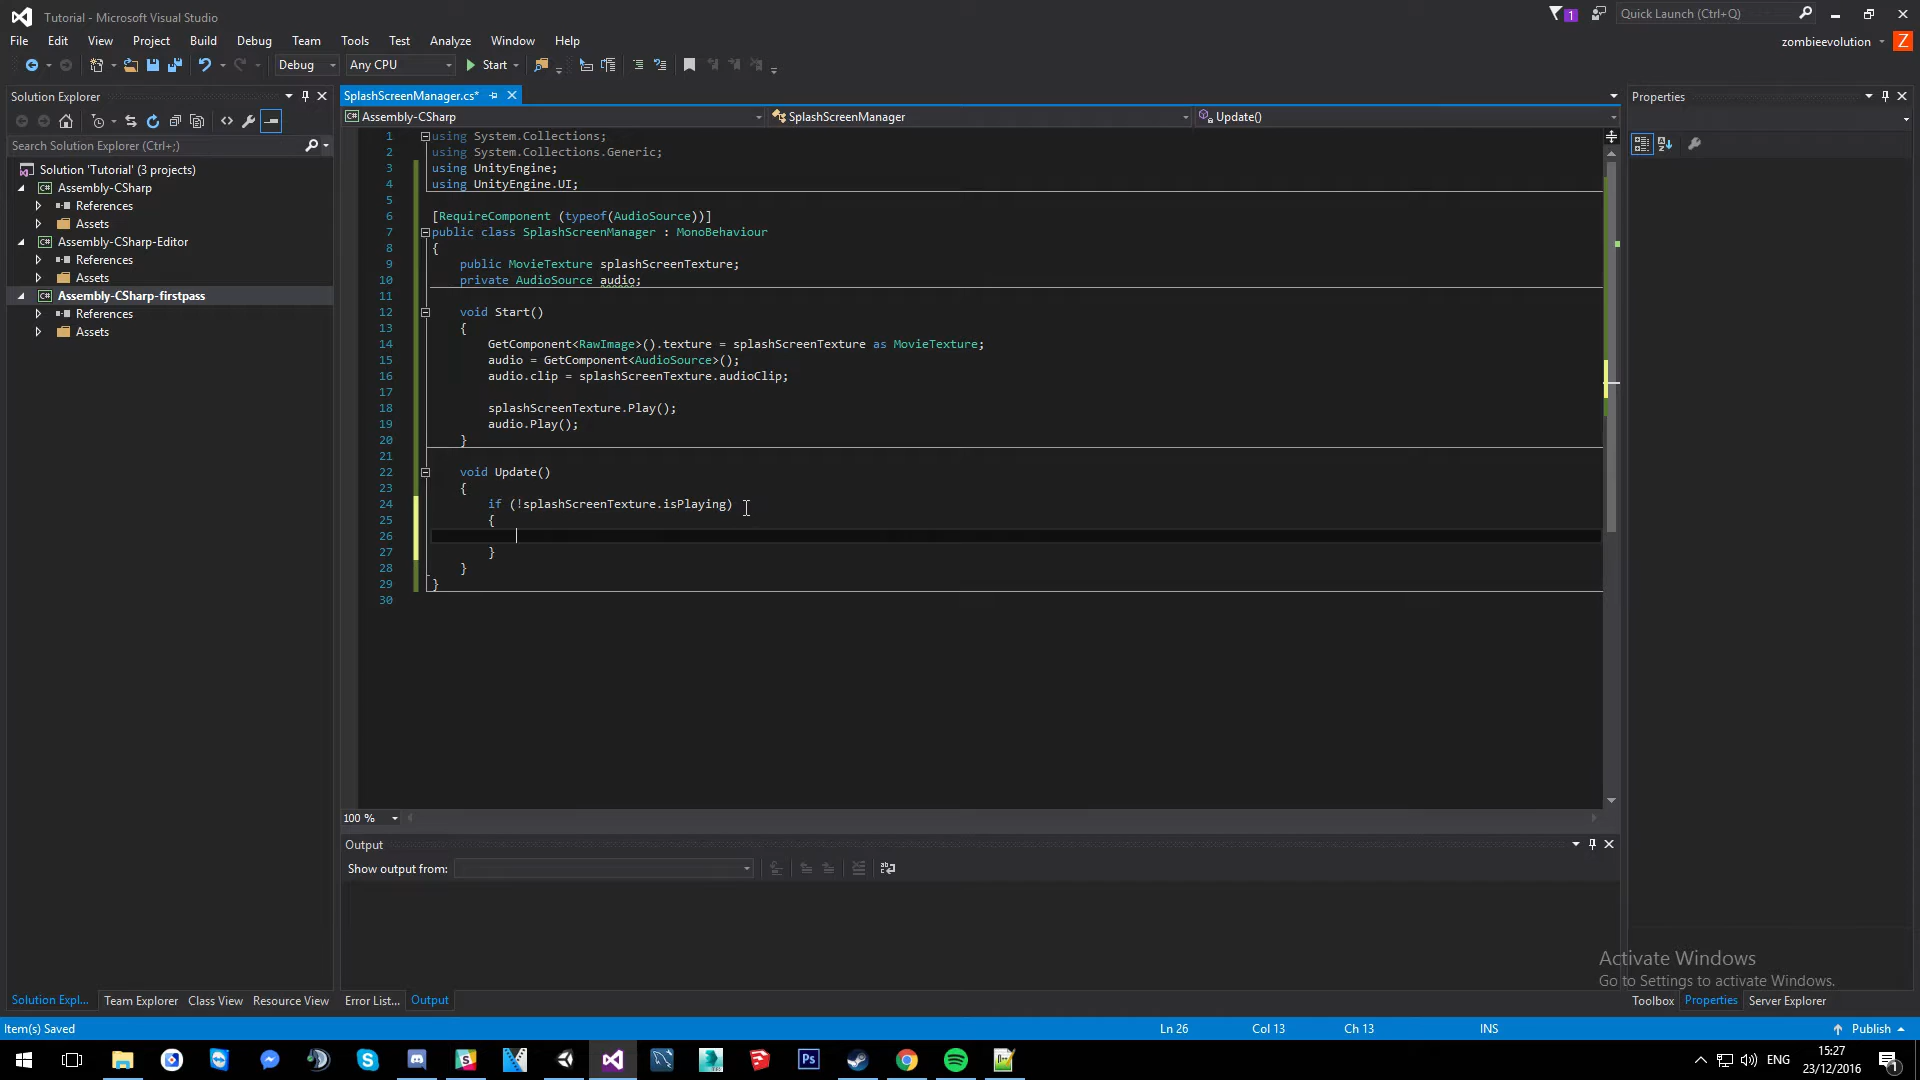 Tutorial - Microsoft Visual Studio
1
Quick Launch (Ctrl+Q)
File Edit View Project Build Debug Team Tools Test Analyze Window Help
zombieevolution
Z
Debug Any CPU Start
Solution Explorer
SplashScreenManager.cs*
Properties
Assembly-CSharp SplashScreenManager Update()
Search Solution Explorer (Ctrl+;)
Solution 'Tutorial' (3 projects)
Assembly-CSharp
References
Assets
Assembly-CSharp-Editor
References
Assets
Assembly-CSharp-firstpass
References
Assets
1 using System.Collections;
2 using System.Collections.Generic;
3 using UnityEngine;
4 using UnityEngine.UI;
5
6 [RequireComponent (typeof(AudioSource))]
7 public class SplashScreenManager : MonoBehaviour
8 {
9 public MovieTexture splashScreenTexture;
10 private AudioSource audio;
11
12 void Start()
13 {
14 GetComponent<RawImage>().texture = splashScreenTexture as MovieTexture;
15 audio = GetComponent<AudioSource>();
16 audio.clip = splashScreenTexture.audioClip;
17
18 splashScreenTexture.Play();
19 audio.Play();
20 }
21
22 void Update()
23 {
24 if (!splashScreenTexture.isPlaying)
25 {
26
27 }
28 }
29 }
30
100 %
Output
Show output from:
Activate Windows
Go to Settings to activate Windows.
Solution Expl... Team Explorer Class View Resource View Error List... Output
Toolbox Properties Server Explorer
Item(s) Saved Ln 26 Col 13 Ch 13 INS Publish
Ps
ENG
15:27
23/12/2016
1